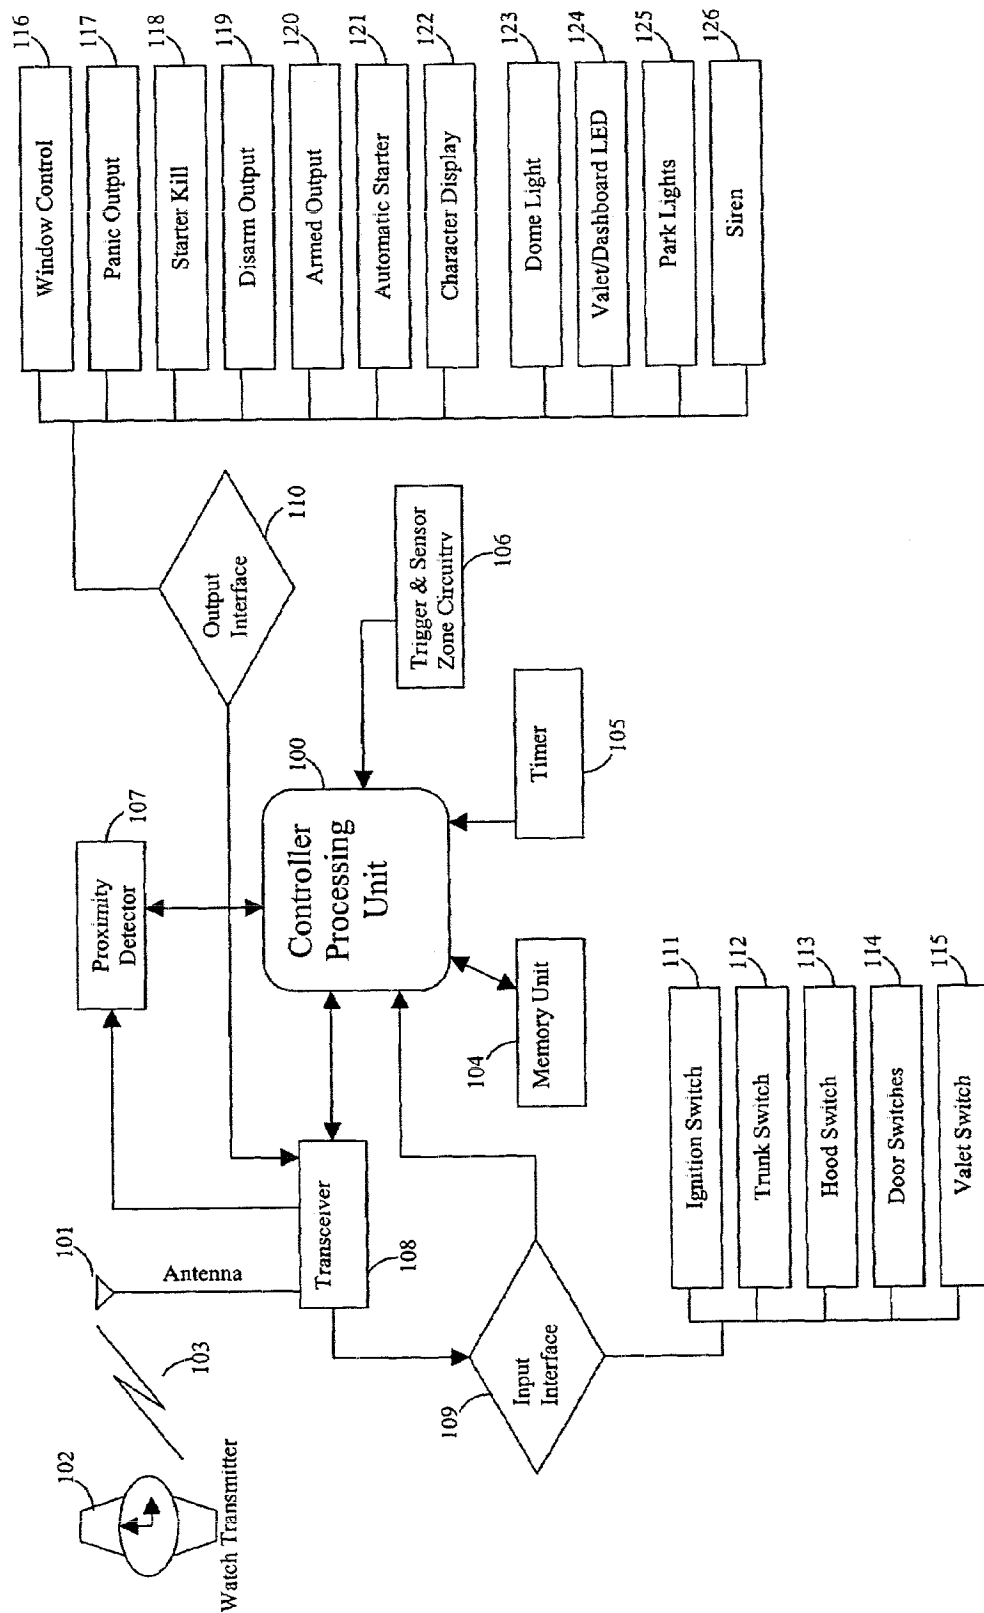 102
Watch Transmitter
103
101
Antenna
Transceiver
108
Proximity
Detector
107
Controller
Processing
Unit
100
Output
Interface
110
Input
Interface
109
Memory Unit
104
Timer
105
Trigger & Sensor
Zone Circuitry
106
Ignition Switch
111
Trunk Switch
112
Hood Switch
113
Door Switches
114
Valet Switch
115
Window Control
116
Panic Output
117
Starter Kill
118
Disarm Output
119
Armed Output
120
Automatic Starter
121
Character Display
122
Dome Light
123
Valet/Dashboard LED
124
Park Lights
125
Siren
126